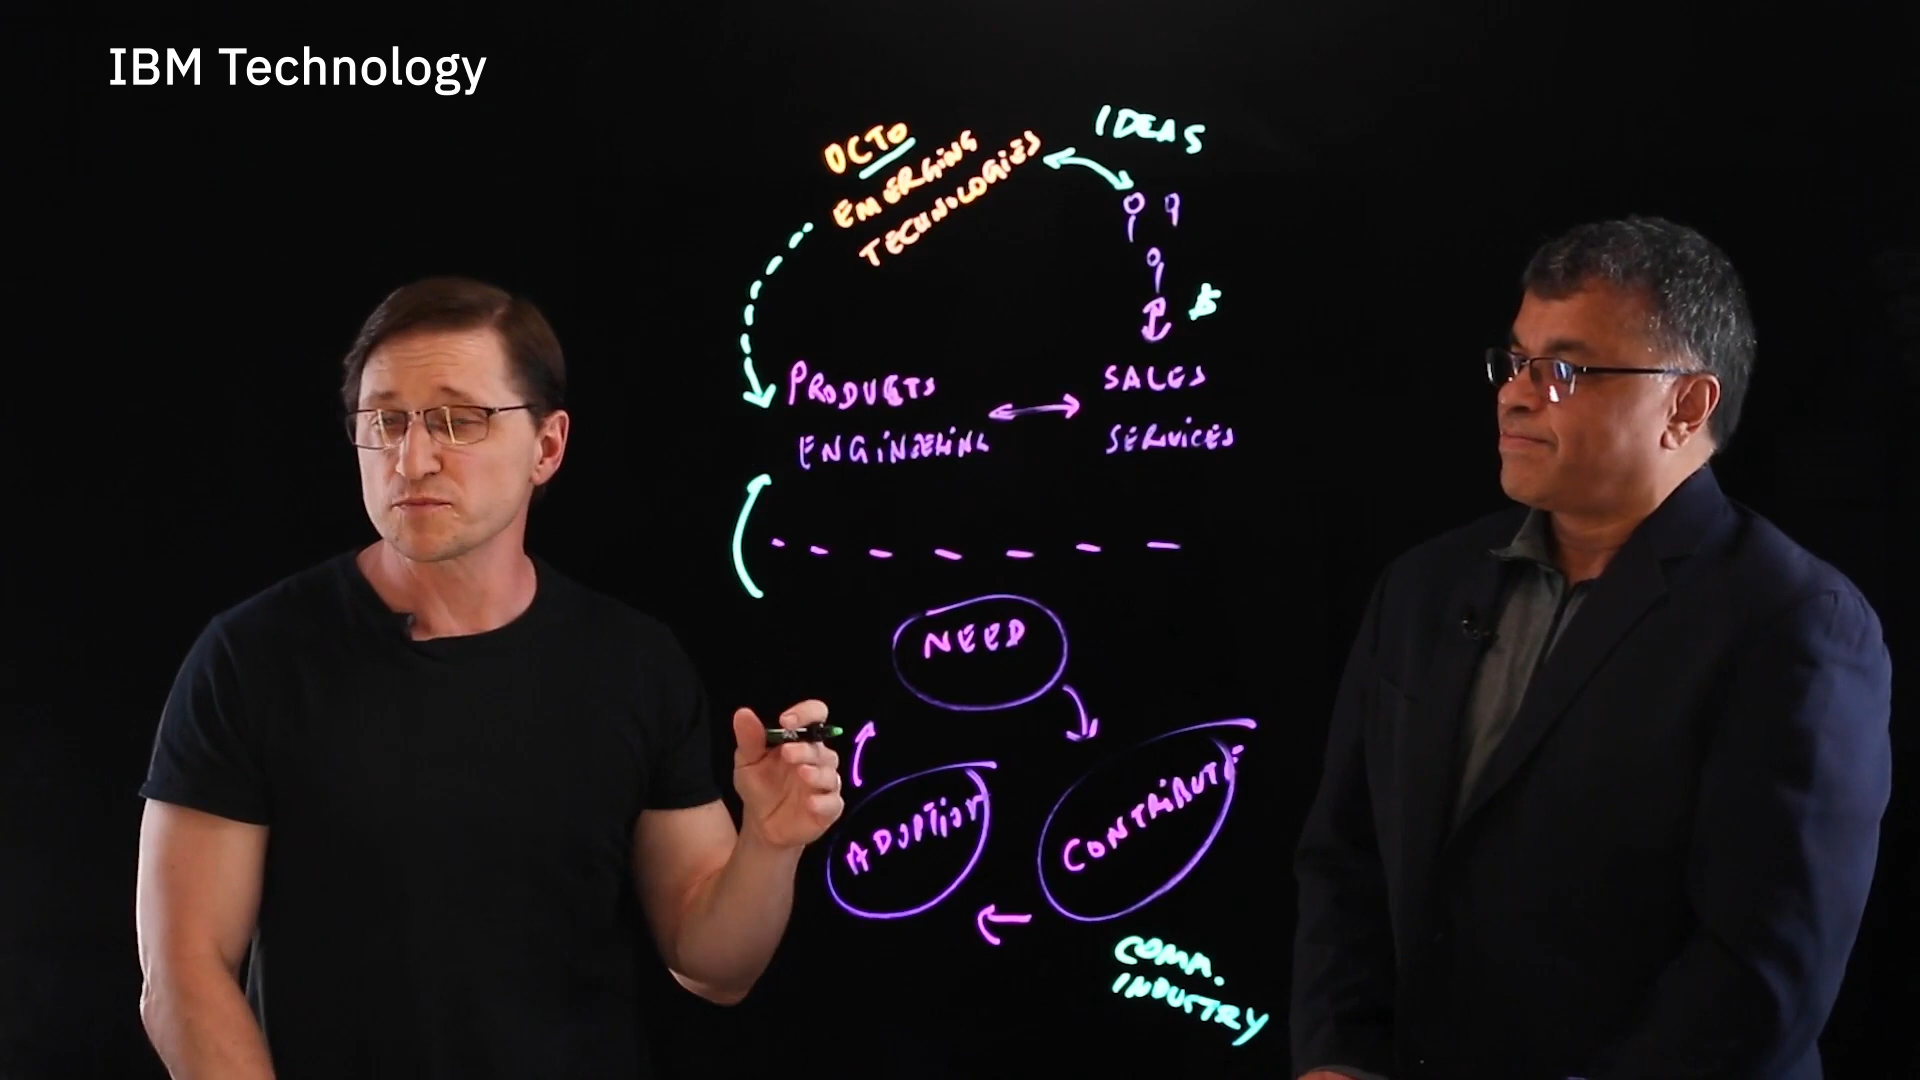 IBM Technology
OCTO
EMERGING
TECHNOLOGIES
IDEAS
$
PRODUCTS
ENGINEERING
SALES
SERVICES
NEED
ADOPTION
CONTRIBUTE
COMM.
INDUSTRY